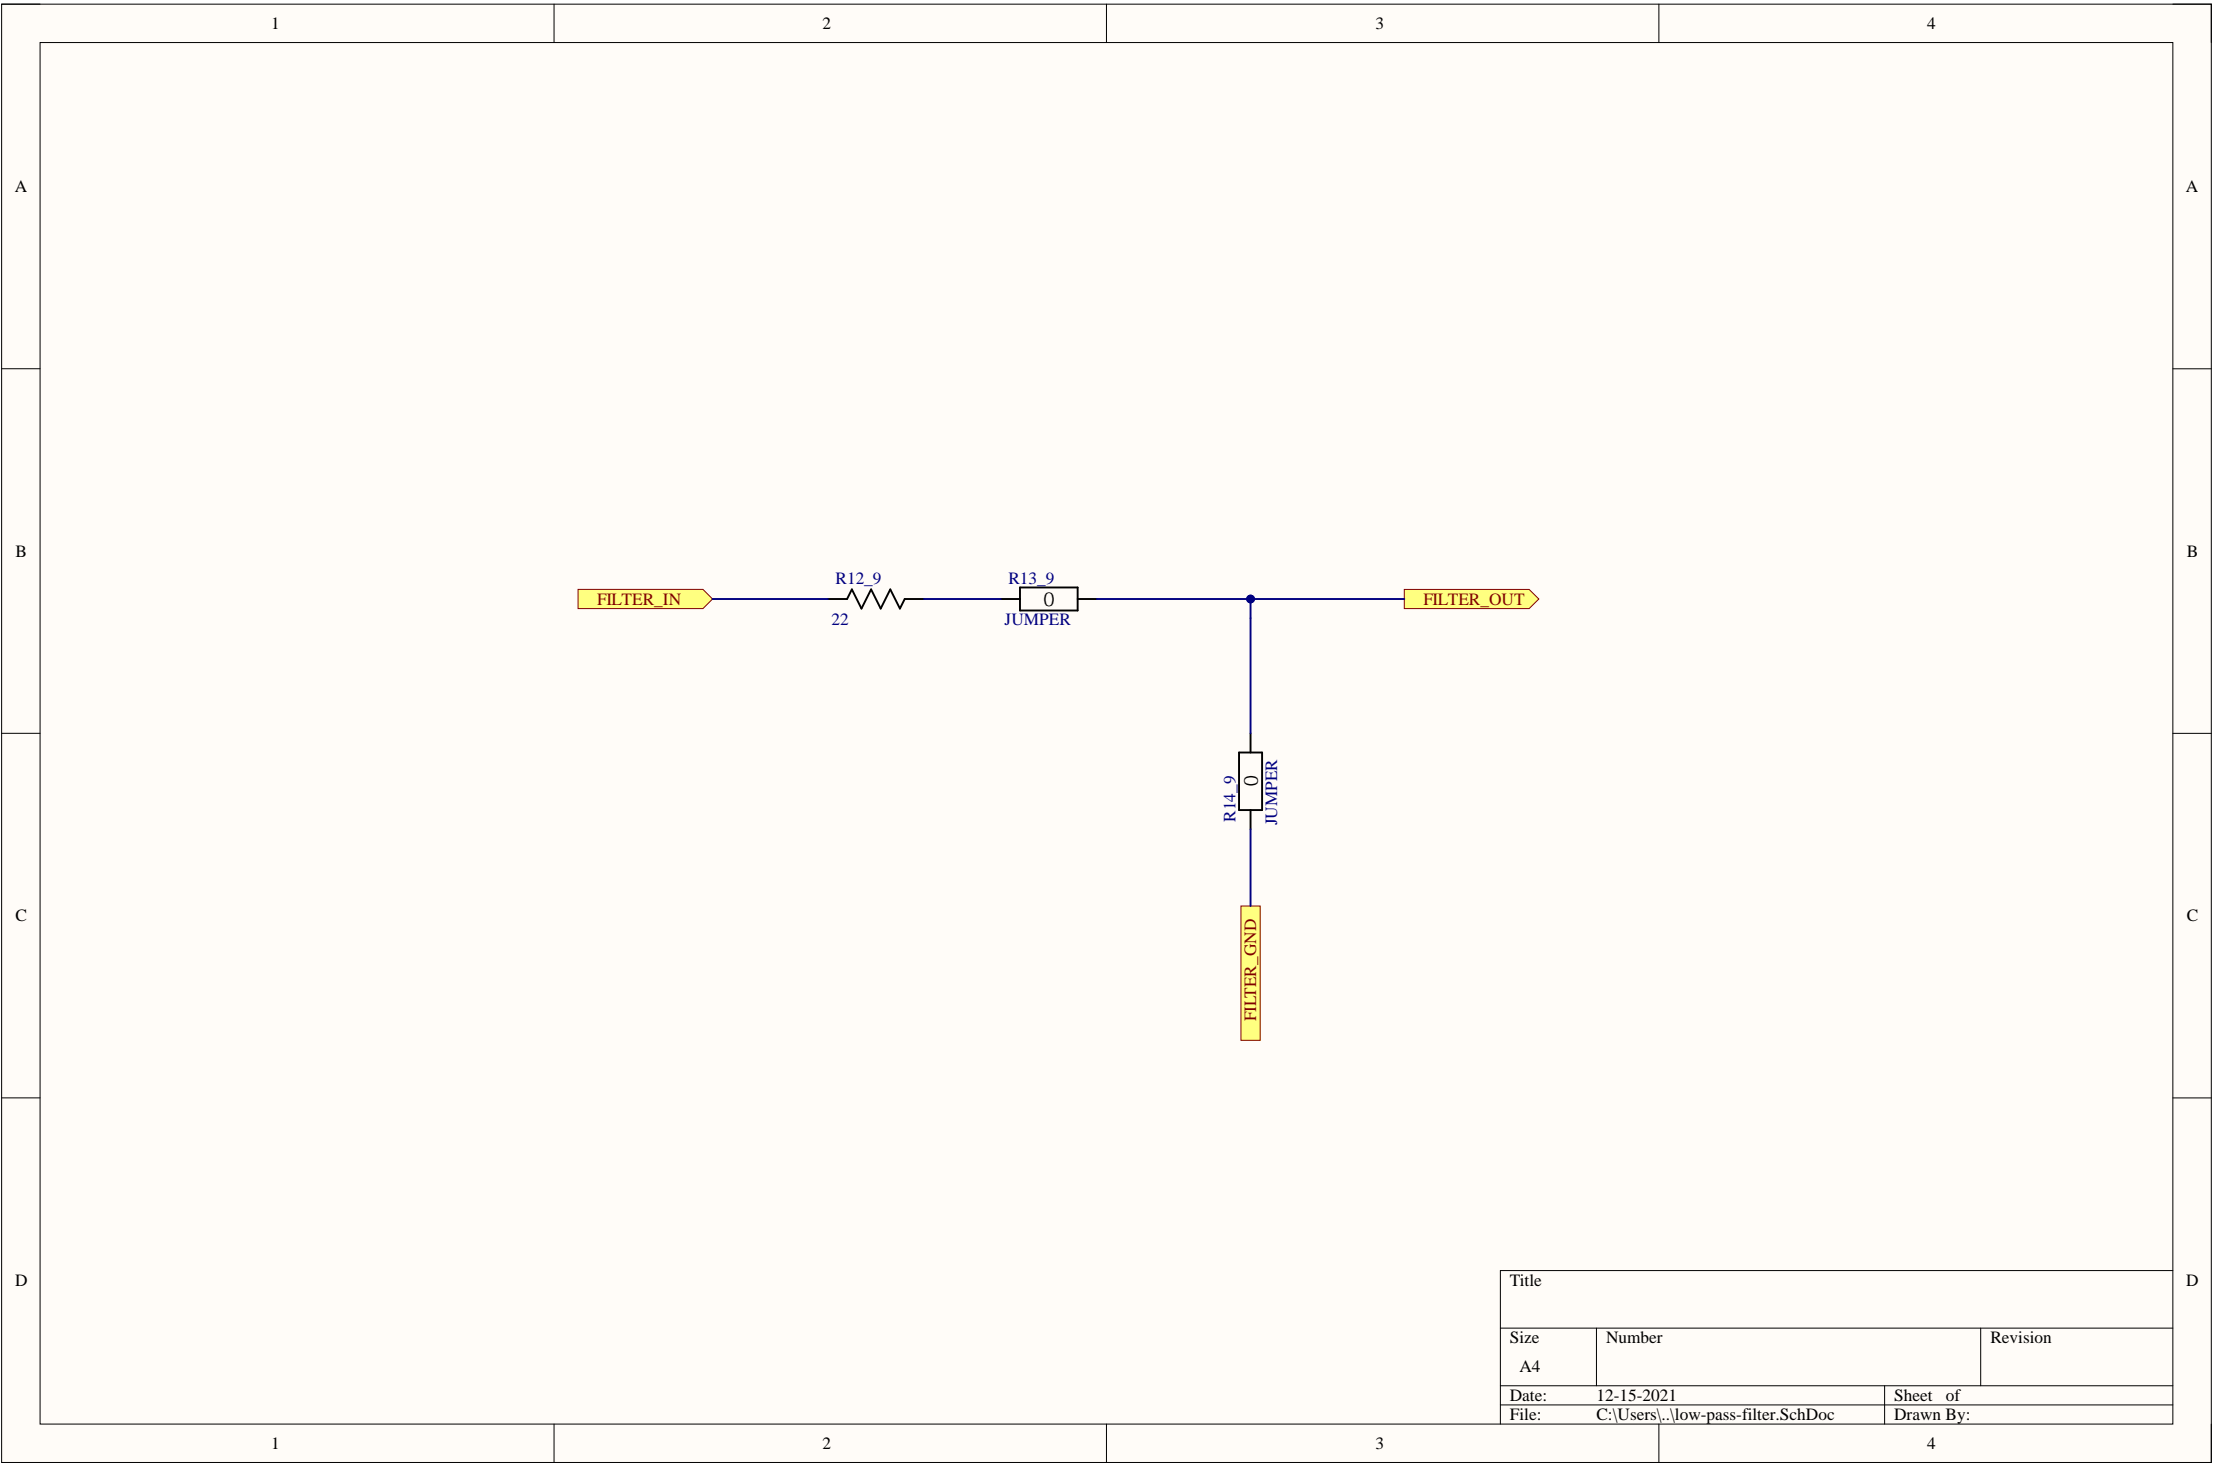 1 2 3 4
A A
R12_9 R13_9
B B
FILTER_IN 0 FILTER_OUT
22 JUMPER
R14_9 0 JUMPER
C C
FILTER_GND
D D
Title
Size Number Revision
A4
Date: 12-15-2021 Sheet of
File: C:\Users\..\low-pass-filter.SchDoc Drawn By:
1 2 3 4